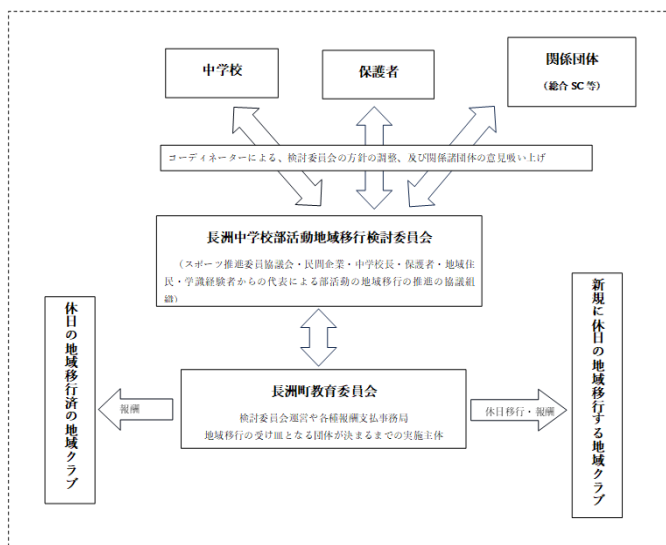 中学校
保護者
関係団体
(総合 SC 等)
コーディネーターによる、検討委員会の方針の調整、及び関係諸団体の意見吸い上げ
長洲中学校部活動地域移行検討委員会
(スポーツ推進委員協議会・民間企業・中学校長・保護者・地域住
民・学識経験者からの代表による部活動の地域移行の推進の協議組
織)
休日の地域移行済の地域クラブ
報酬
長洲町教育委員会
検討委員会運営や各種報酬支払事務局
地域移行の受け皿となる団体が決まるまでの実施主体
休日移行・報酬
新規に休日の地域移行する地域クラブ